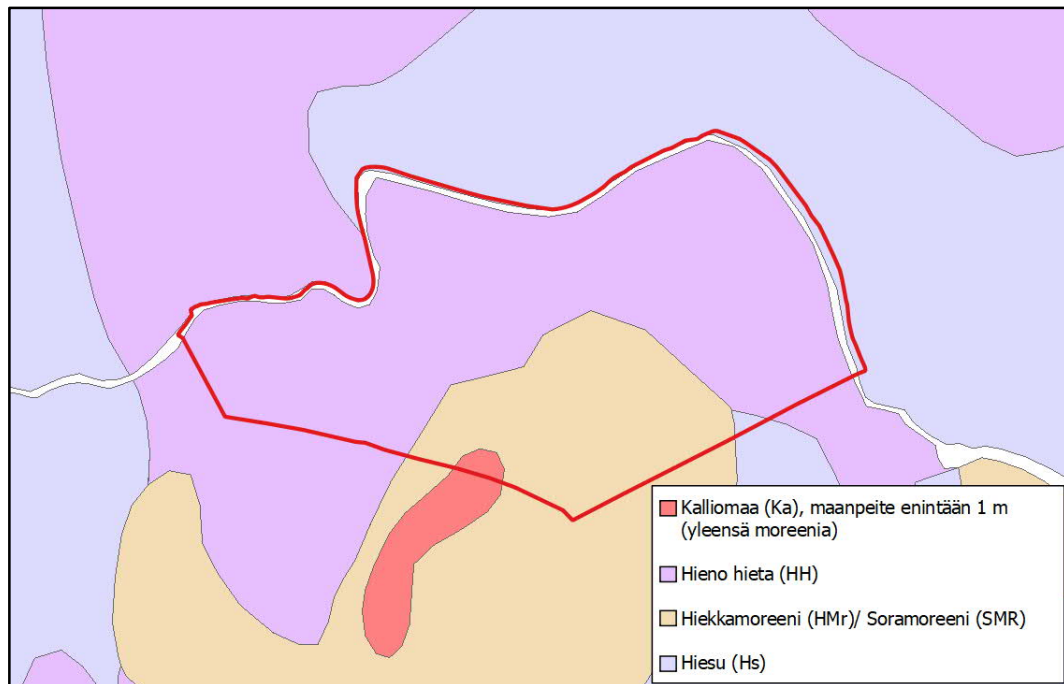 Kalliomaa (Ka), maanpeite enintään 1 m
(yleensä moreenia)
Hieno hieta (HH)
Hiekkamoreeni (HMr)/ Soramoreeni (SMR)
Hiesu (Hs)